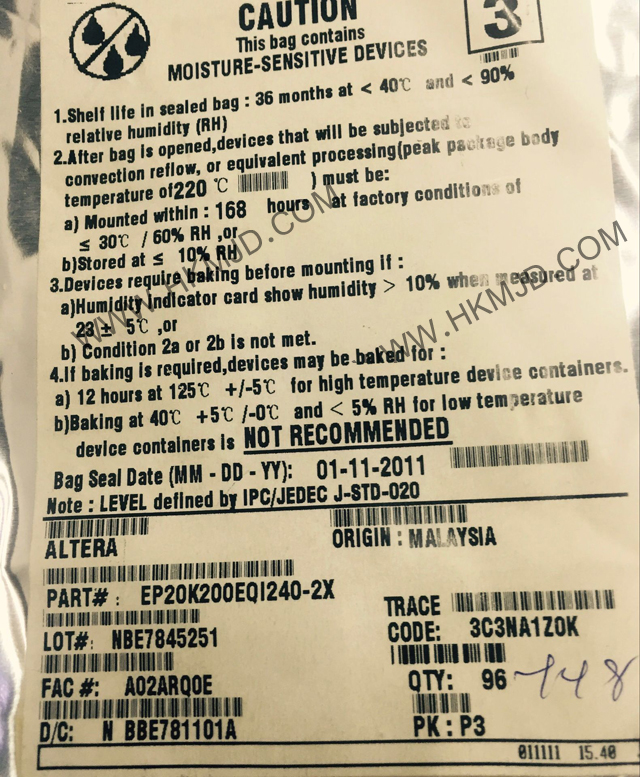 CAUTION
This bag contains
MOISTURE-SENSITIVE DEVICES
3
1.Shelf life in sealed bag : 36 months at < 40℃ and < 90%
relative humidity (RH)
2.After bag is opened,devices that will be subjected to
convection reflow, or equivalent processing(peak package body
temperature of220 ℃ ) must be:
a) Mounted within : 168 hours at factory conditions of
≤ 30℃ / 60% RH ,or
b)Stored at ≤ 10% RH
3.Devices require baking before mounting if :
a)Humidity indicator card show humidity > 10% when measured at
23 ± 5℃ ,or
b) Condition 2a or 2b is not met.
4.If baking is required,devices may be baked for :
a) 12 hours at 125℃ +/-5℃ for high temperature device containers.
b)Baking at 40℃ +5℃ /-0℃ and < 5% RH for low temperature
device containers is NOT RECOMMENDED
Bag Seal Date (MM - DD - YY): 01-11-2011
Note : LEVEL defined by IPC/JEDEC J-STD-020
ALTERA
ORIGIN : MALAYSIA
PART# : EP20K200EQI240-2X
TRACE
CODE: 3C3NA1Z0K
LOT#: NBE7845251
FAC #: A02ARQ0E
QTY: 96
D/C: N BBE781101A
PK : P3
011111 15.40
WWW.HKMJD.COM
WWW.HKMJD.COM